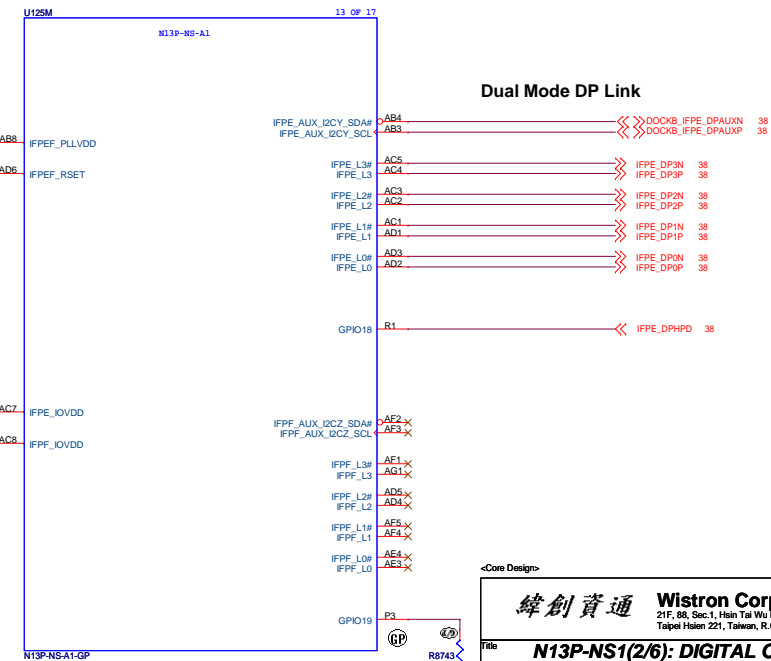 U125M
13 OF 17
N13P-NS-A1
Dual Mode DP Link
IFPE_AUX_I2CY_SDA# AB4 DOCKB_IFPE_DPAUXN 38
IFPE_AUX_I2CY_SCL AB3 DOCKB_IFPE_DPAUXP 38
AB8 IFPEF_PLLVDD
IFPE_L3# AC5 IFPE_DP3N 38
IFPE_L3 AC4 IFPE_DP3P 38
AD6 IFPEF_RSET
IFPE_L2# AC3 IFPE_DP2N 38
IFPE_L2 AC2 IFPE_DP2P 38
IFPE_L1# AC1 IFPE_DP1N 38
IFPE_L1 AD1 IFPE_DP1P 38
IFPE_L0# AD3 IFPE_DP0N 38
IFPE_L0 AD2 IFPE_DP0P 38
GPIO18 R1 IFPE_DPHPD 38
AC7 IFPE_IOVDD
IFPF_AUX_I2CZ_SDA# AF2
IFPF_AUX_I2CZ_SCL AF3
AC8 IFPF_IOVDD
IFPF_L3# AF1
IFPF_L3 AG1
IFPF_L2# AD5
IFPF_L2 AD4
IFPF_L1# AF5
IFPF_L1 AF4
IFPF_L0# AE4
IFPF_L0 AE3
<Core Design>
緯創資通 Wistron Corp
21F, 88, Sec.1, Hsin Tai Wu
Taipei Hsien 221, Taiwan, R.
GPIO19 P3
GP
Title
N13P-NS1(2/6): DIGITAL O
N13P-NS-A1-GP
R8743